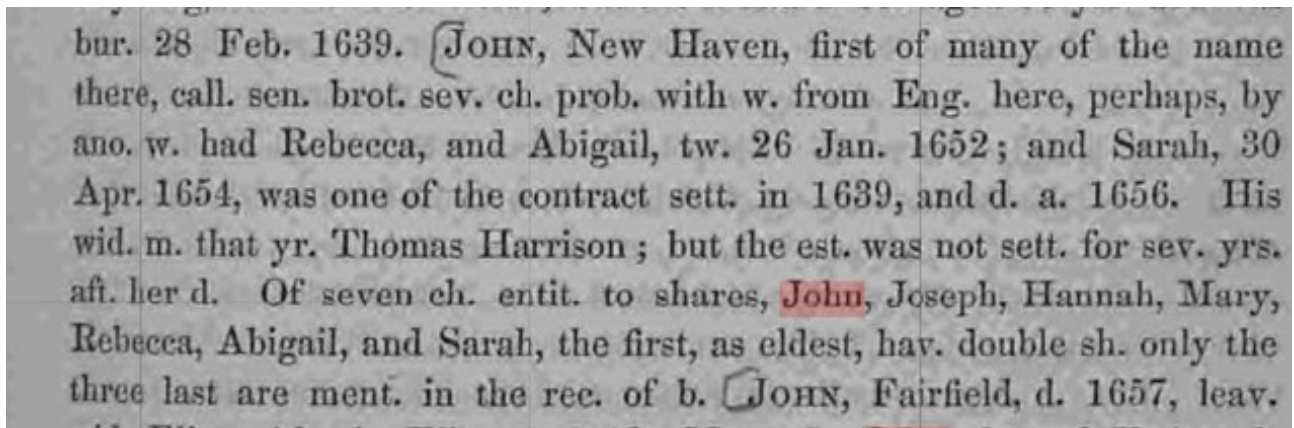 bur. 28 Feb. 1639. JOHN, New Haven, first of many of the name
there, call. sen. brot. sev. ch. prob. with w. from Eng. here, perhaps, by
ano. w. had Rebecca, and Abigail, tw. 26 Jan. 1652; and Sarah, 30
Apr. 1654, was one of the contract sett. in 1639, and d. a. 1656. His
wid. m. that yr. Thomas Harrison; but the est. was not sett. for sev. yrs.
aft. her d. Of seven ch. entit. to shares, John, Joseph, Hannah, Mary,
Rebecca, Abigail, and Sarah, the first, as eldest, hav. double sh. only the
three last are ment. in the rec. of b. JOHN, Fairfield, d. 1657, leav.